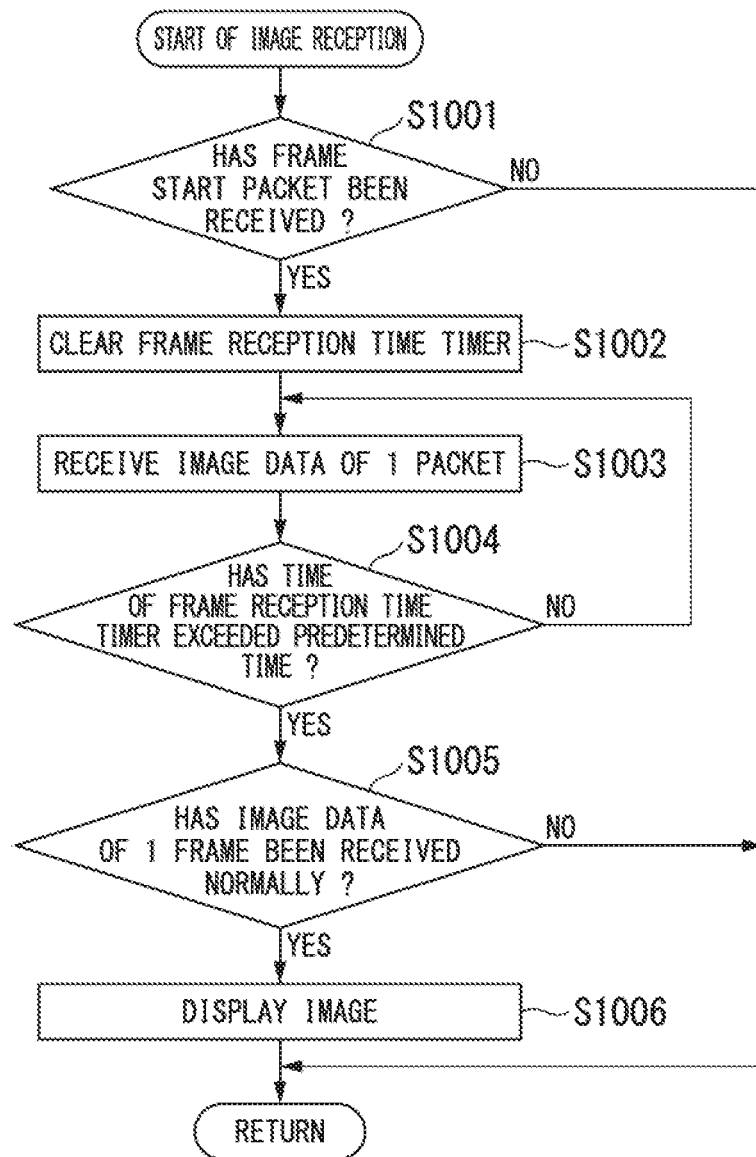 START OF IMAGE RECEPTION
S1001
HAS FRAME
START PACKET BEEN
RECEIVED ?
NO
YES
CLEAR FRAME RECEPTION TIME TIMER
S1002
RECEIVE IMAGE DATA OF 1 PACKET
S1003
S1004
HAS TIME
OF FRAME RECEPTION TIME
TIMER EXCEEDED PREDETERMINED
TIME ?
NO
YES
S1005
HAS IMAGE DATA
OF 1 FRAME BEEN RECEIVED
NORMALLY ?
NO
YES
DISPLAY IMAGE
S1006
RETURN